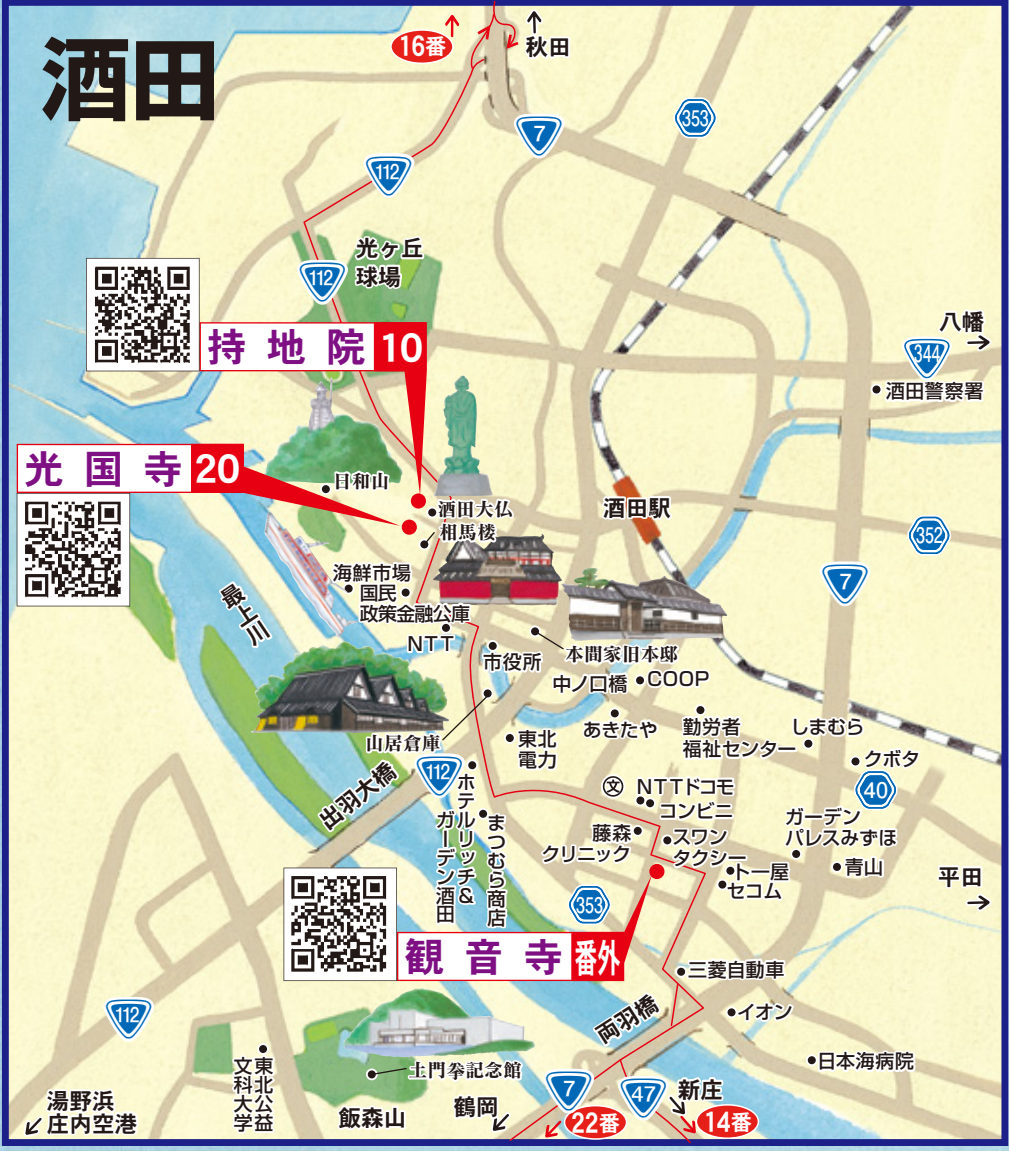 酒田
16番
秋田
7
353
112
光ヶ丘
球場
112
八幡
344
持地院 10
酒田警察署
光国寺 20
日和山
酒田大仏
相馬楼
酒田駅
352
7
海鮮市場
国民
政策金融公庫
最上川
NTT
市役所
本間家旧本邸
中ノ口橋
COOP
あきたや
勤労者
福祉センター
しまむら
クボタ
山居倉庫
東北
電力
112
出羽大橋
ホテルリッチ&
ガーデン酒田
まつむら商店
文
NTTドコモ
コンビニ
40
ガーデン
パレスみずほ
藤森
クリニック
スワン
タクシー
トー屋
セコム
青山
平田
353
観音寺 番外
三菱自動車
両羽橋
イオン
112
日本海病院
東北公益
文科大学
土門拳記念館
飯森山
湯野浜
庄内空港
鶴岡
7
22番
47
新庄
14番